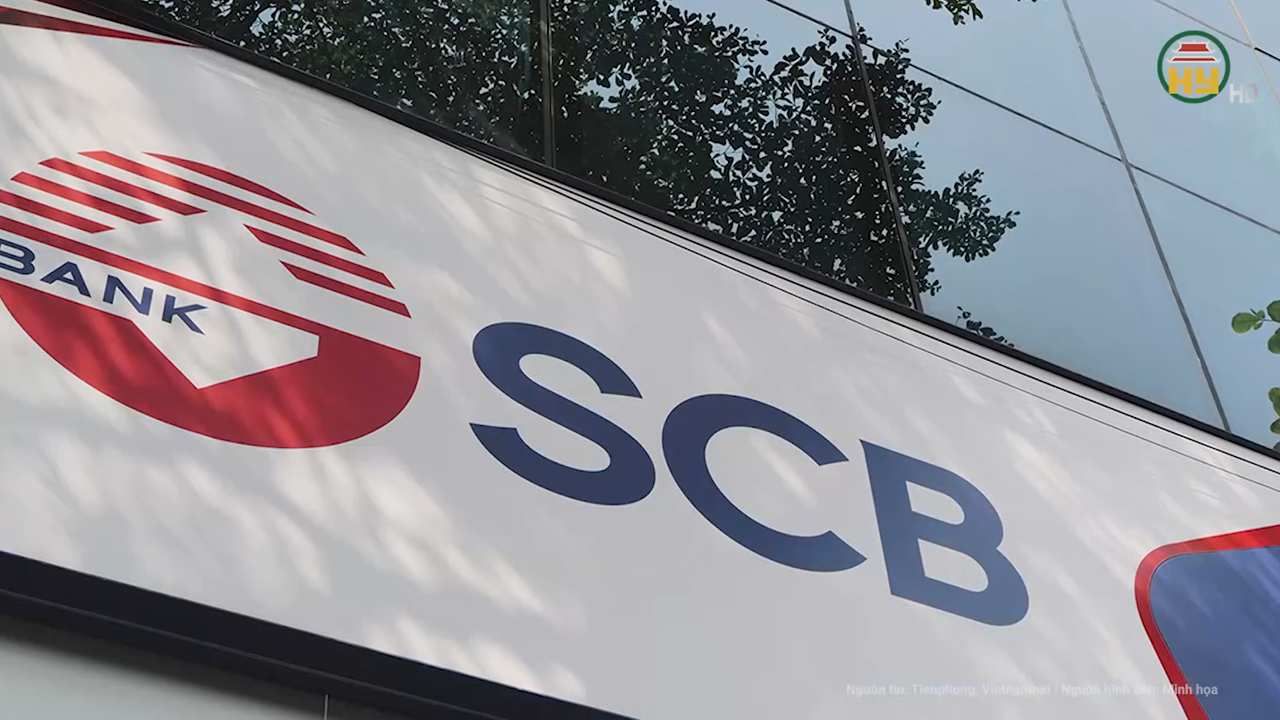 HY
HD
BANK
SCB
Nguồn tin: Tienphong, Vietnamnet | Nguồn hình ảnh: Minh họa